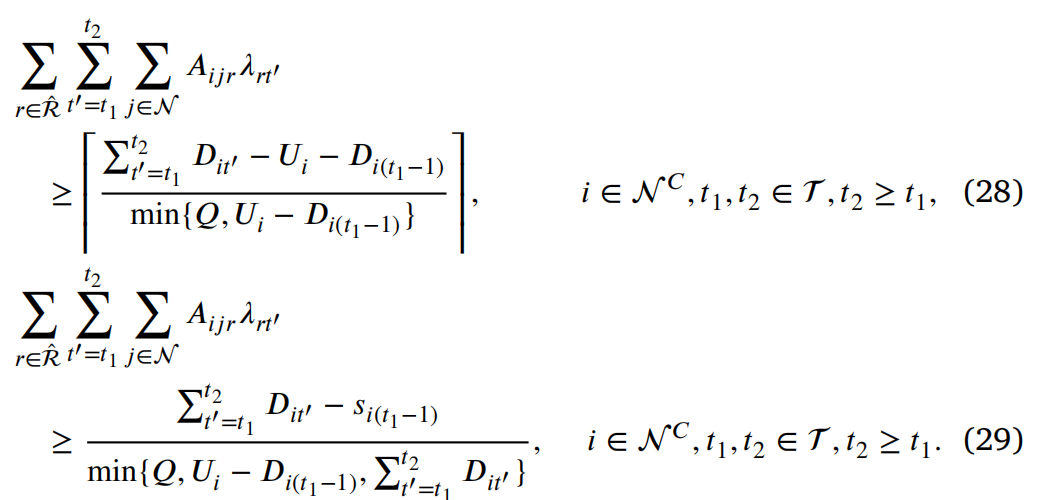 \sum_{r \in \hat{\mathcal{R}}} \sum_{t'=t_1}^{t_2} \sum_{j \in \mathcal{N}} A_{ijr} \lambda_{rt'}
\geq \left\lceil \frac{\sum_{t'=t_1}^{t_2} D_{it'} - U_i - D_{i(t_1-1)}}{\min\{Q, U_i - D_{i(t_1-1)}\}} \right\rceil, \quad i \in \mathcal{N}^C, t_1, t_2 \in \mathcal{T}, t_2 \geq t_1, (28)
\sum_{r \in \hat{\mathcal{R}}} \sum_{t'=t_1}^{t_2} \sum_{j \in \mathcal{N}} A_{ijr} \lambda_{rt'}
\geq \frac{\sum_{t'=t_1}^{t_2} D_{it'} - s_{i(t_1-1)}}{\min\{Q, U_i - D_{i(t_1-1)}, \sum_{t'=t_1}^{t_2} D_{it'}\}}, \quad i \in \mathcal{N}^C, t_1, t_2 \in \mathcal{T}, t_2 \geq t_1. (29)